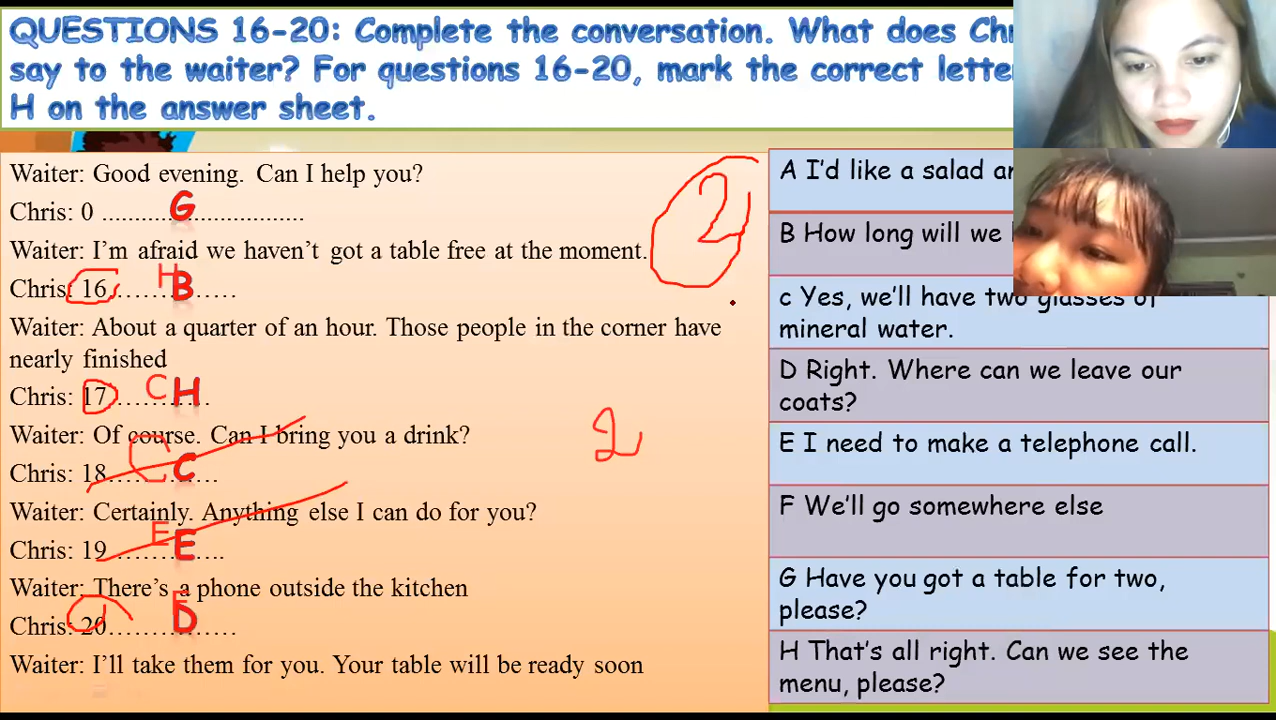 QUESTIONS 16-20: Complete the conversation. What does
say to the waiter? For questions 16-20, mark the correct
H on the answer sheet.
Waiter: Good evening. Can I help you?
Chris: 0 .............................. G
Waiter: I'm afraid we haven't got a table free at the moment.
Chris: 16.................. H B
Waiter: About a quarter of an hour. Those people in the corner have
nearly finished
Chris: 17.............. C H
Waiter: Of course. Can I bring you a drink?
Chris: 18................ C C
Waiter: Certainly. Anything else I can do for you?
Chris: 19................. E E
Waiter: There's a phone outside the kitchen
Chris: 20................... D
Waiter: I'll take them for you. Your table will be ready soon
2
2
A I'd like a salad
B How long will we
c Yes, we'll have two glasses of
mineral water.
D Right. Where can we leave our
coats?
E I need to make a telephone call.
F We'll go somewhere else
G Have you got a table for two,
please?
H That's all right. Can we see the
menu, please?